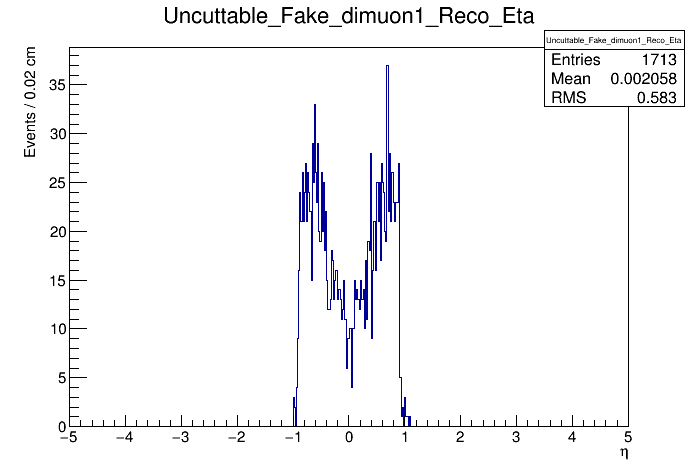 Uncuttable_Fake_dimuon1_Reco_Eta
Uncuttable_Fake_dimuon1_Reco_Eta
Entries 1713
Mean 0.002058
RMS 0.583
Events / 0.02 cm
35
30
25
20
15
10
5
0
−5 −4 −3 −2 −1 0 1 2 3 4 5
η